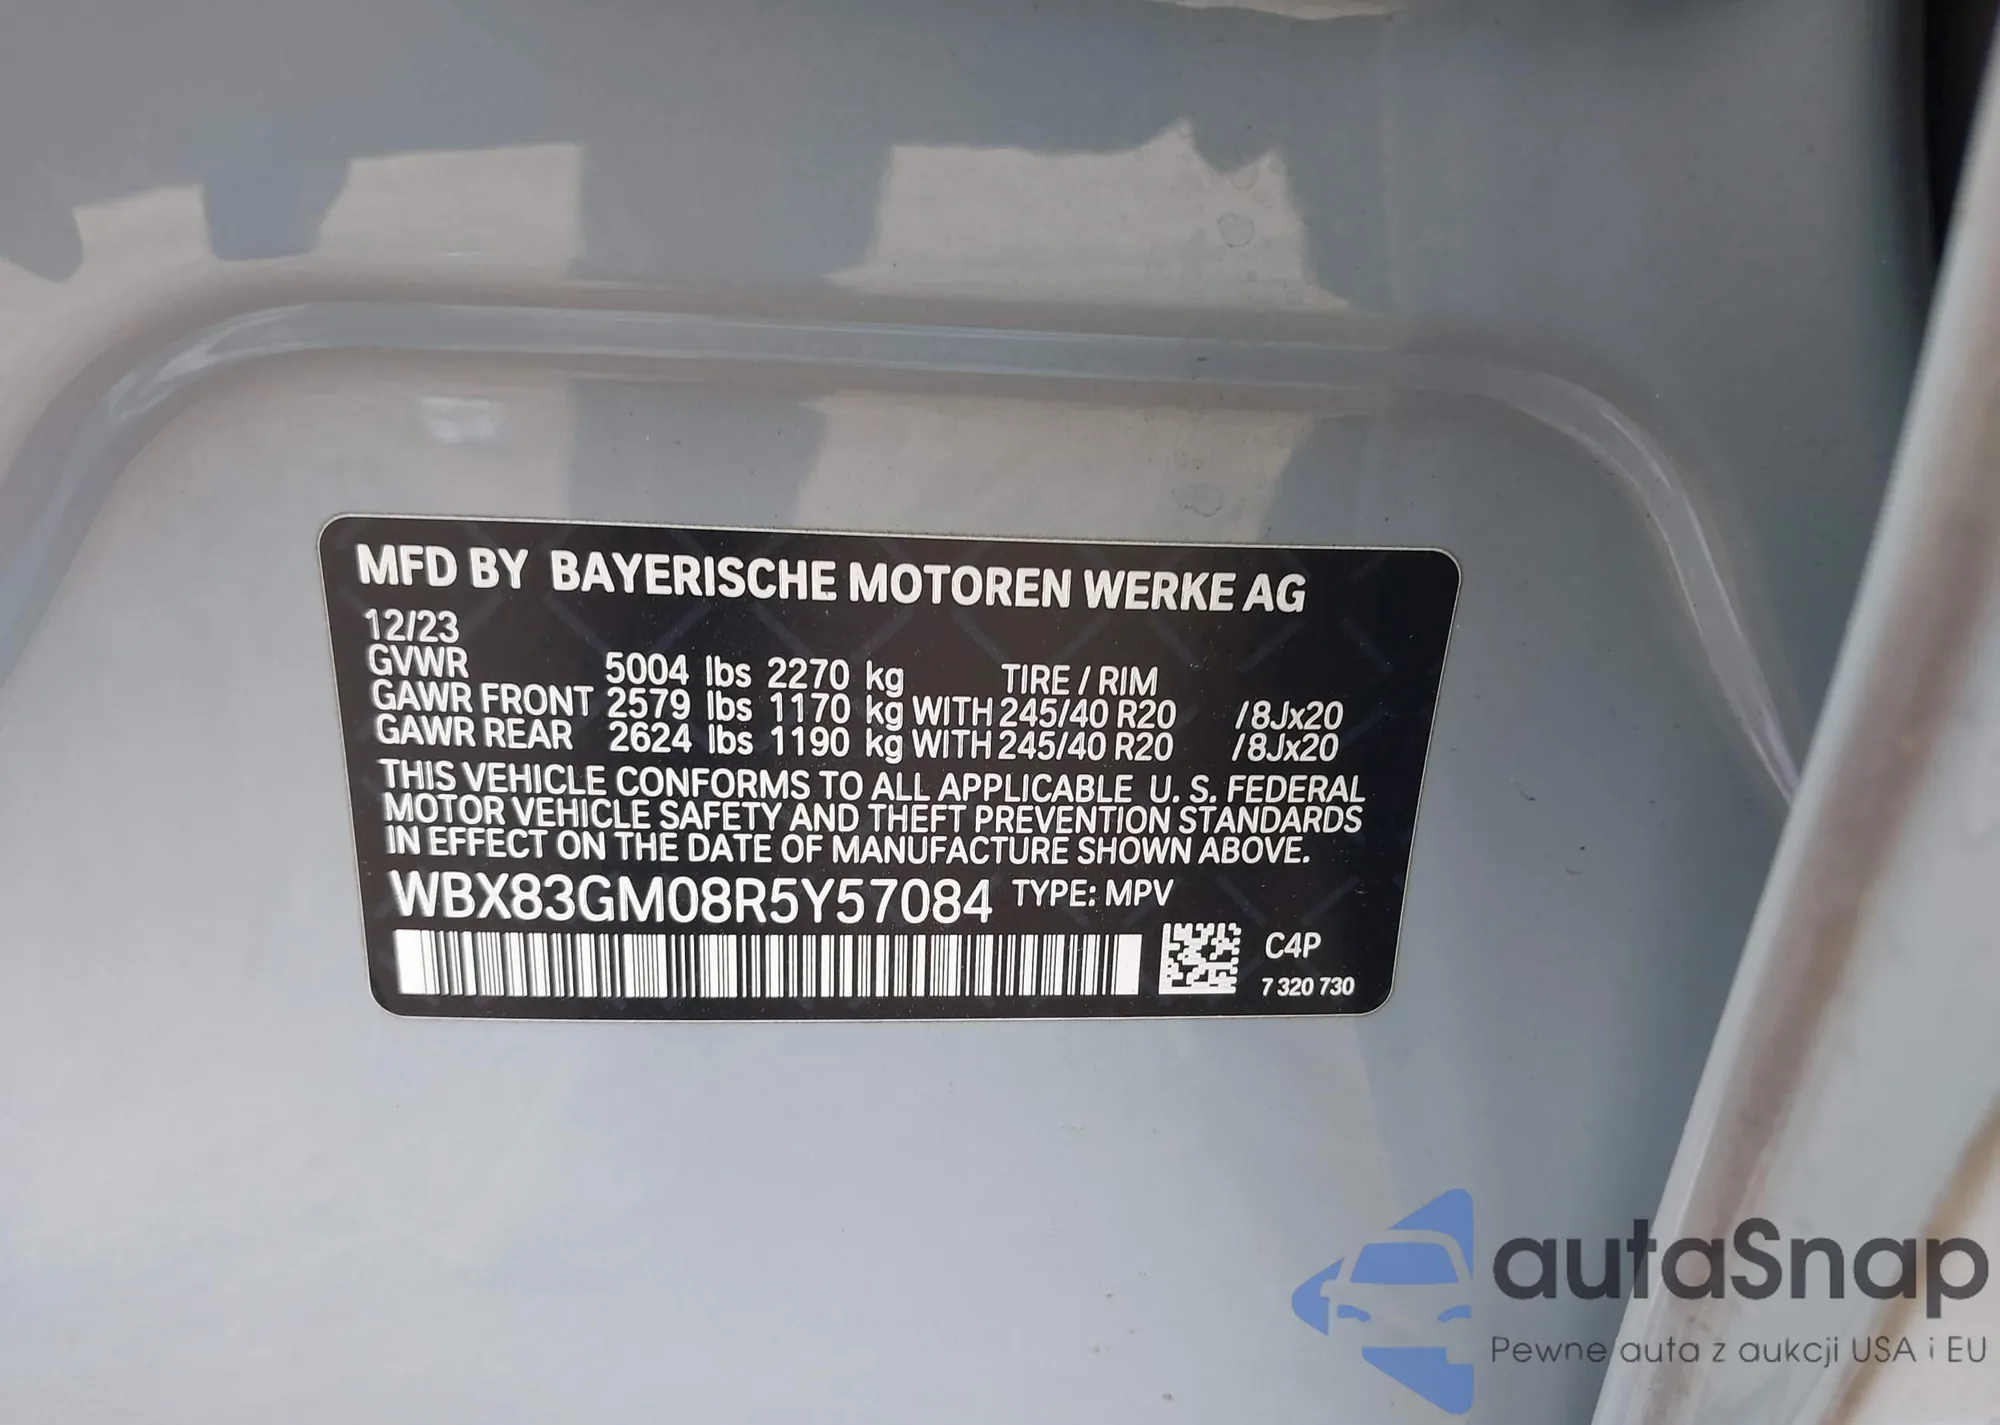 MFD BY BAYERISCHE MOTOREN WERKE AG
12/23
GVWR 5004 lbs 2270 kg TIRE / RIM
GAWR FRONT 2579 lbs 1170 kg WITH 245/40 R20 /8Jx20
GAWR REAR 2624 lbs 1190 kg WITH 245/40 R20 /8Jx20
THIS VEHICLE CONFORMS TO ALL APPLICABLE U. S. FEDERAL
MOTOR VEHICLE SAFETY AND THEFT PREVENTION STANDARDS
IN EFFECT ON THE DATE OF MANUFACTURE SHOWN ABOVE.
WBX83GM08R5Y57084 TYPE: MPV
C4P
7 320 730
autaSnap
Pewne auta z aukcji USA i EU